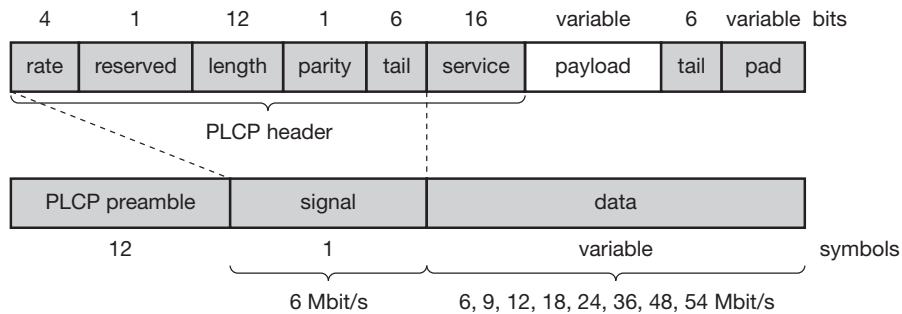 4 1 12 1 6 16 variable 6 variable bits
rate reserved length parity tail service payload tail pad
PLCP header
PLCP preamble signal data
12 1 variable symbols
6 Mbit/s 6, 9, 12, 18, 24, 36, 48, 54 Mbit/s